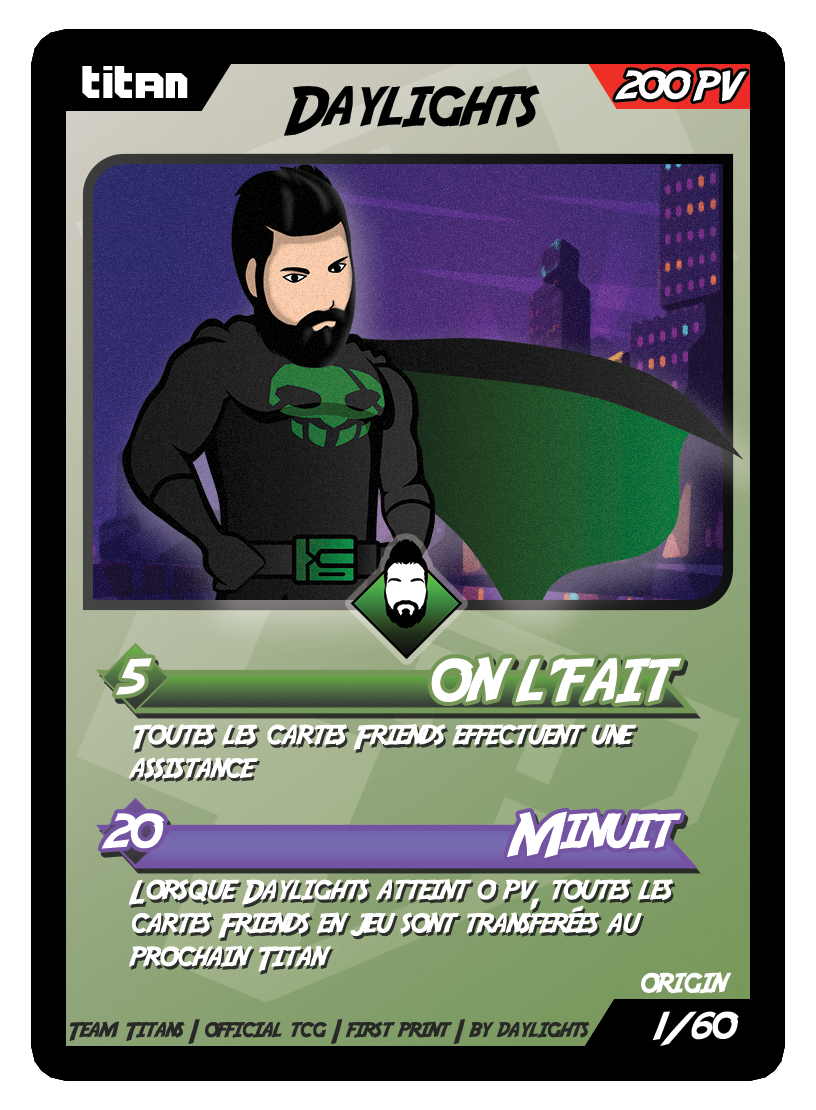 titan
DAYLIGHTS
200 PV
5
ON L'FAIT
TOUTES LES CARTES FRIENDS EFFECTUENT UNE
ASSISTANCE
20
MINUIT
LORSQUE DAYLIGHTS ATTEINT 0 PV, TOUTES LES
CARTES FRIENDS EN JEU SONT TRANSFERÉES AU
PROCHAIN TITAN
ORIGIN
TEAM TITANS | OFFICIAL TCG | FIRST PRINT | BY DAYLIGHTS
1/60